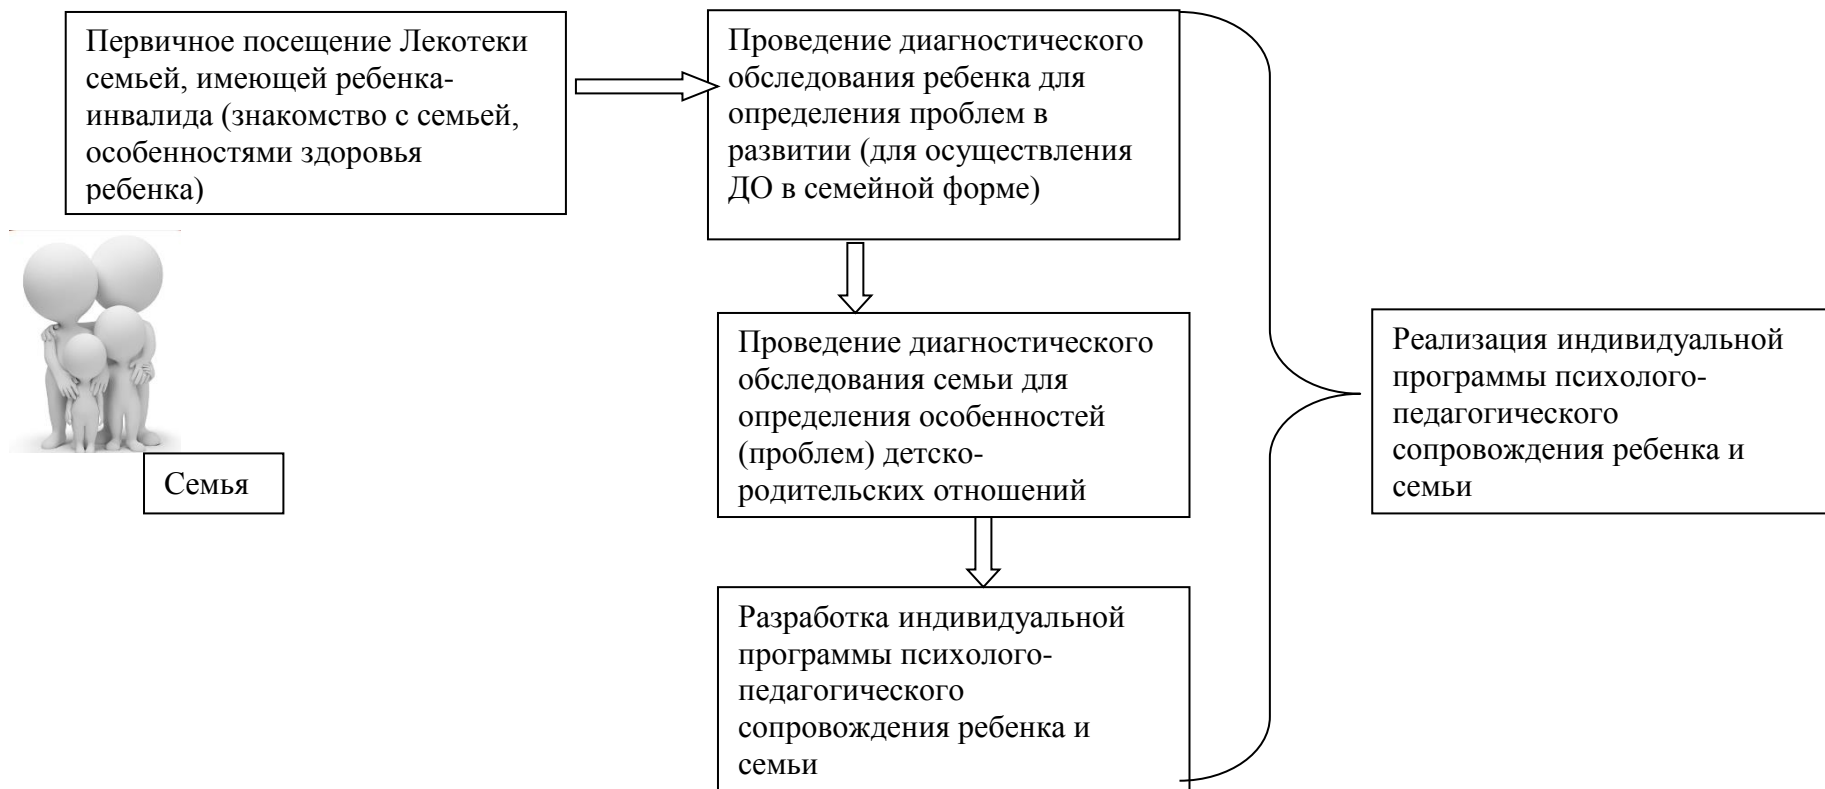 Первичное посещение Лекотеки
семьей, имеющей ребенка-
инвалида (знакомство с семьей,
особенностями здоровья
ребенка)
Проведение диагностического
обследования ребенка для
определения проблем в
развитии (для осуществления
ДО в семейной форме)
Семья
Проведение диагностического
обследования семьи для
определения особенностей
(проблем) детско-
родительских отношений
Разработка индивидуальной
программы психолого-
педагогического
сопровождения ребенка и
семьи
Реализация индивидуальной
программы психолого-
педагогического
сопровождения ребенка и
семьи